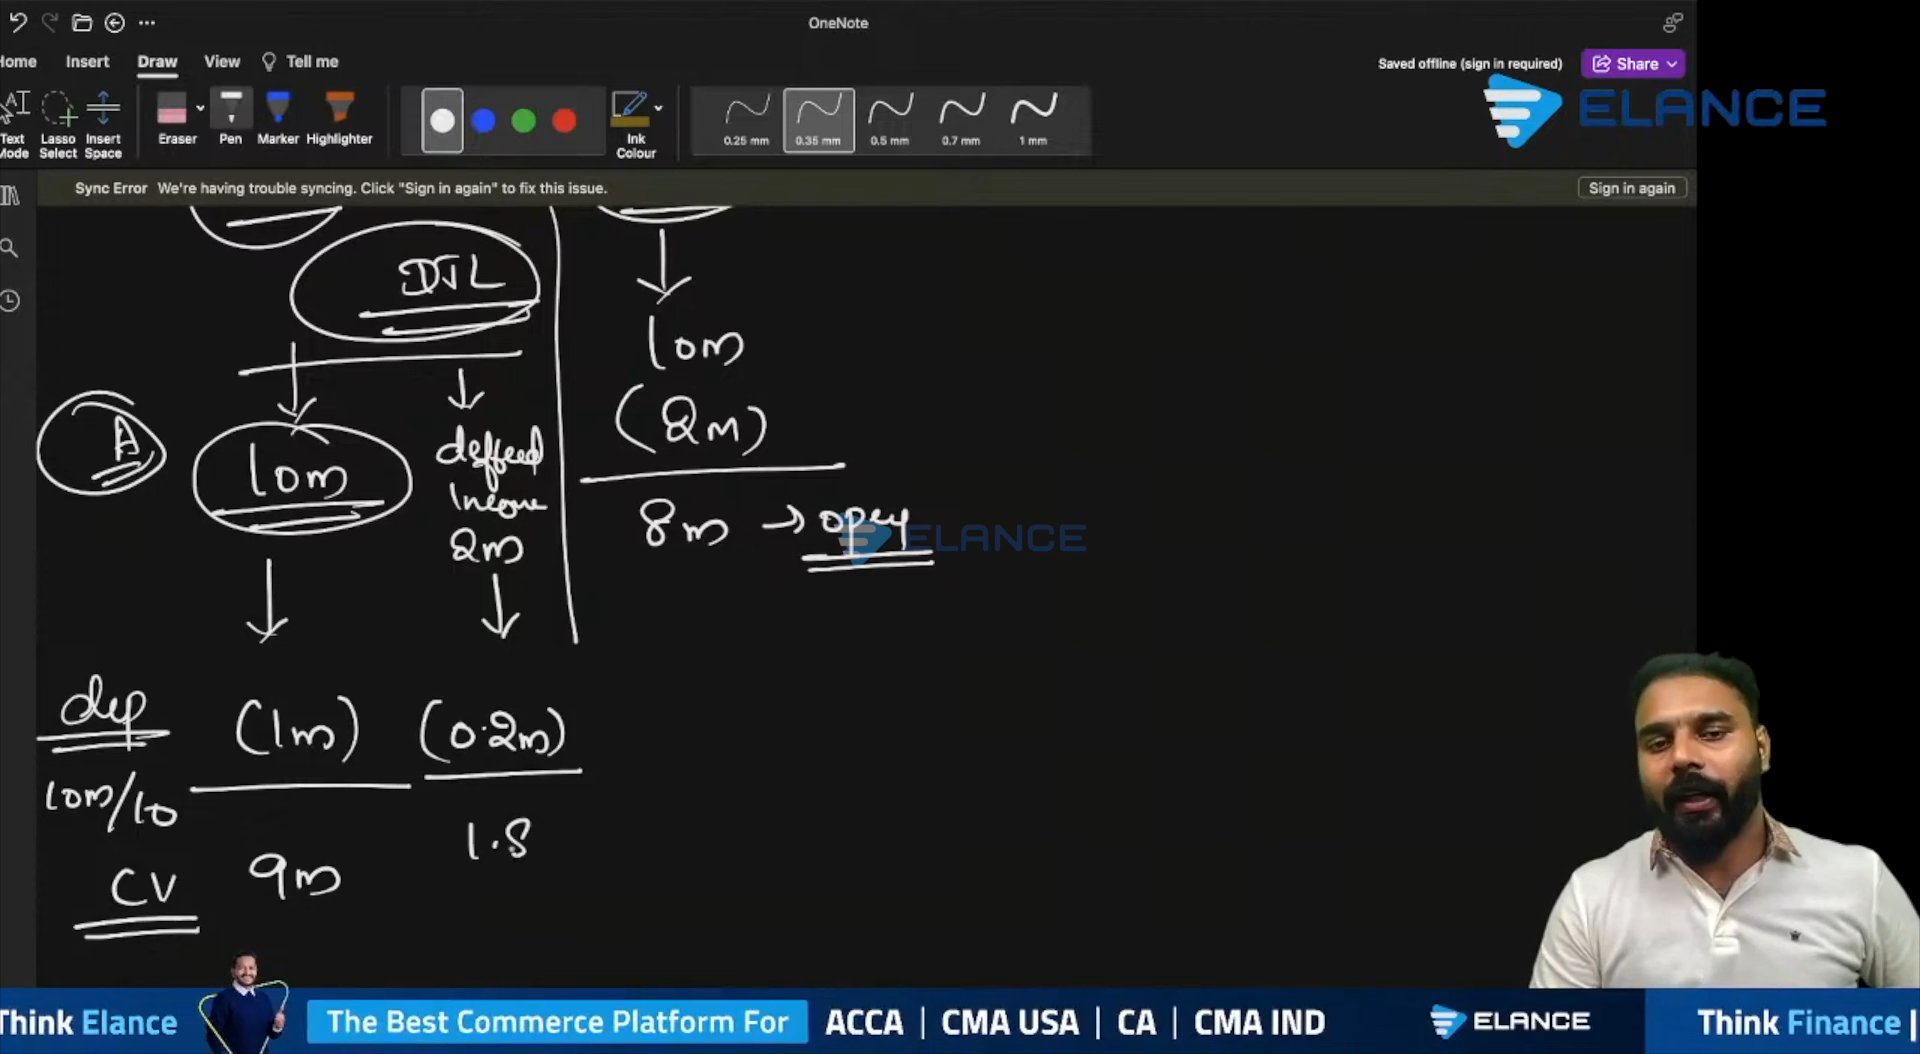 OneNote
Home Insert Draw View Tell me
Saved offline (sign in required) Share
Text Mode
Lasso Select
Insert Space
Eraser
Pen
Marker
Highlighter
Ink Colour
0.25 mm
0.35 mm
0.5 mm
0.7 mm
1 mm
ELANCE
Sync Error We're having trouble syncing. Click "Sign in again" to fix this issue. Sign in again
DTL
10m
(2m)
A
10m
deffeed
Income
2m
8m → opey
ELANCE
dep (1m) (0.2m)
10m/10
1.8
CV 9m
Think Elance
The Best Commerce Platform For ACCA | CMA USA | CA | CMA IND
ELANCE
Think Finance |